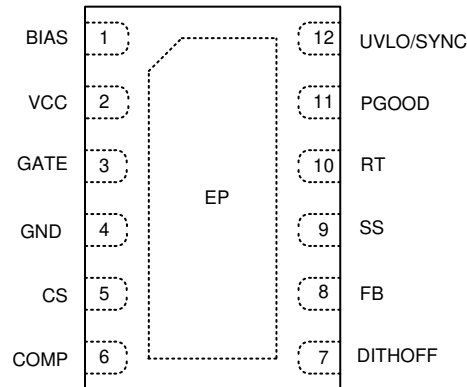 BIAS 1 12 UVLO/SYNC
VCC 2 11 PGOOD
GATE 3 10 RT
EP
GND 4 9 SS
CS 5 8 FB
COMP 6 7 DITHOFF